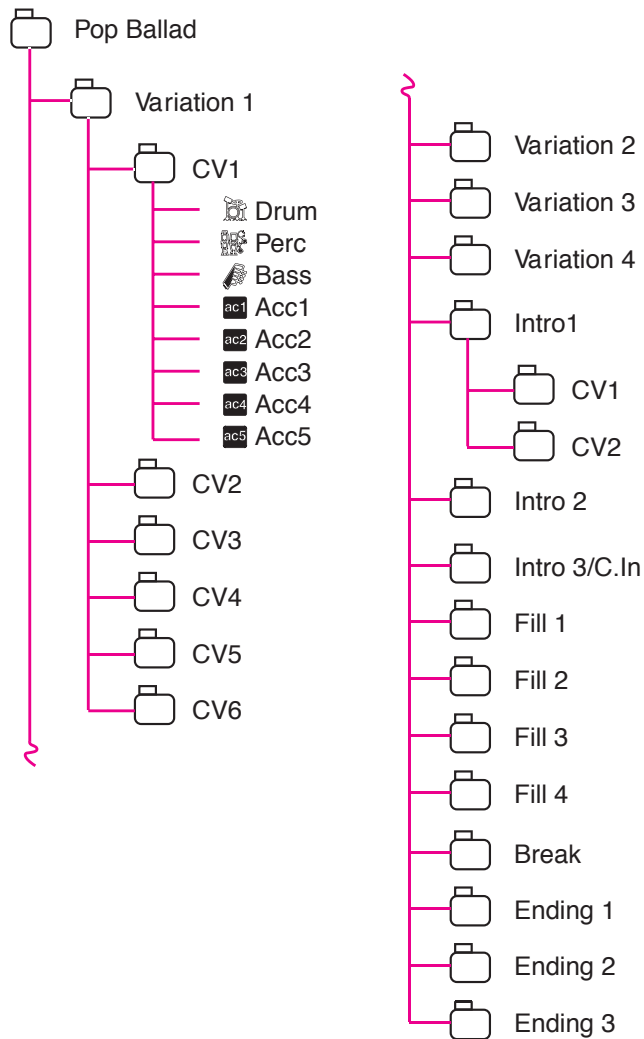 Pop Ballad
Variation 1
CV1
Drum
Perc
Bass
ac1 Acc1
ac2 Acc2
ac3 Acc3
ac4 Acc4
ac5 Acc5
CV2
CV3
CV4
CV5
CV6
Variation 2
Variation 3
Variation 4
Intro1
CV1
CV2
Intro 2
Intro 3/C.In
Fill 1
Fill 2
Fill 3
Fill 4
Break
Ending 1
Ending 2
Ending 3